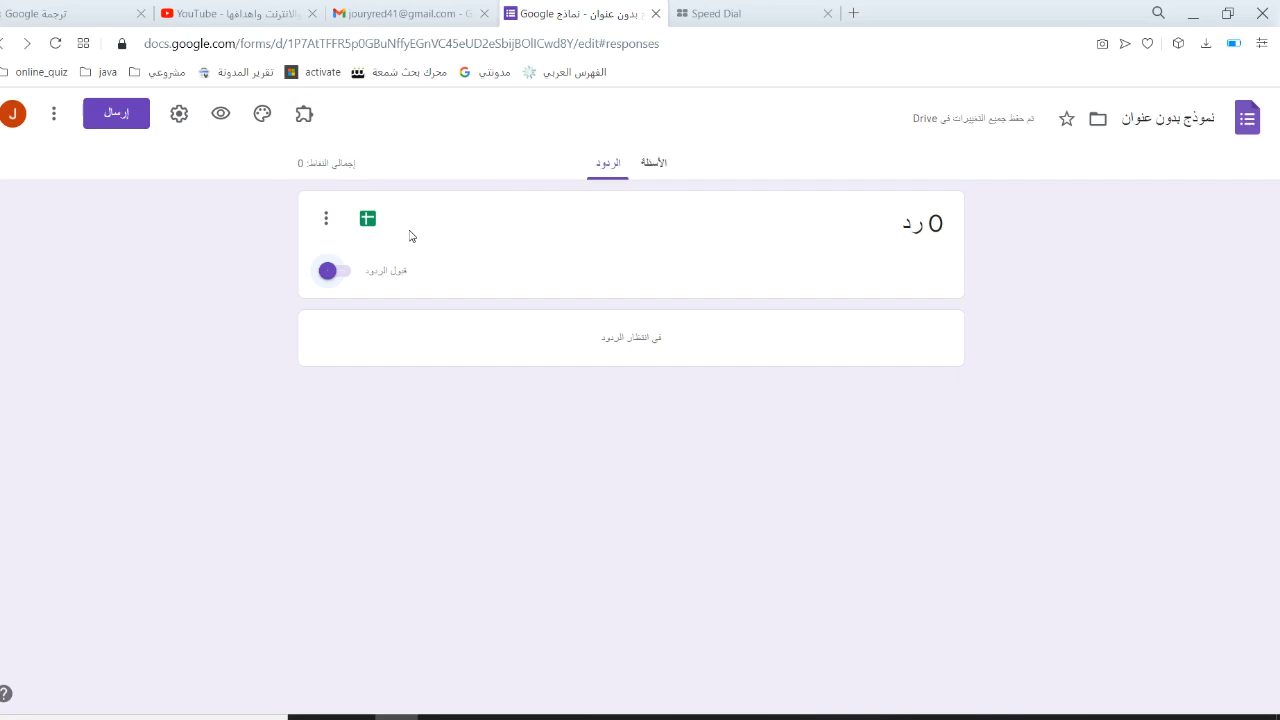 ترجمة Google
YouTube - الانترنت واهدافها
jouryred41@gmail.com - G
بدون عنوان - نماذج Google
Speed Dial
docs.google.com/forms/d/1P7AtTFFR5p0GBuNffyEGnVC45eUD2eSbijBOlICwd8Y/edit#responses
online_quiz
java
مشروعي
تقرير المدونة
activate
محرك بحث شمعة
مدونتي
الفهرس العربي
J
إرسال
تم حفظ جميع التغييرات في Drive
نموذج بدون عنوان
الأسئلة
الردود
إجمالي النقاط: 0
0 رد
قبول الردود
في انتظار الردود